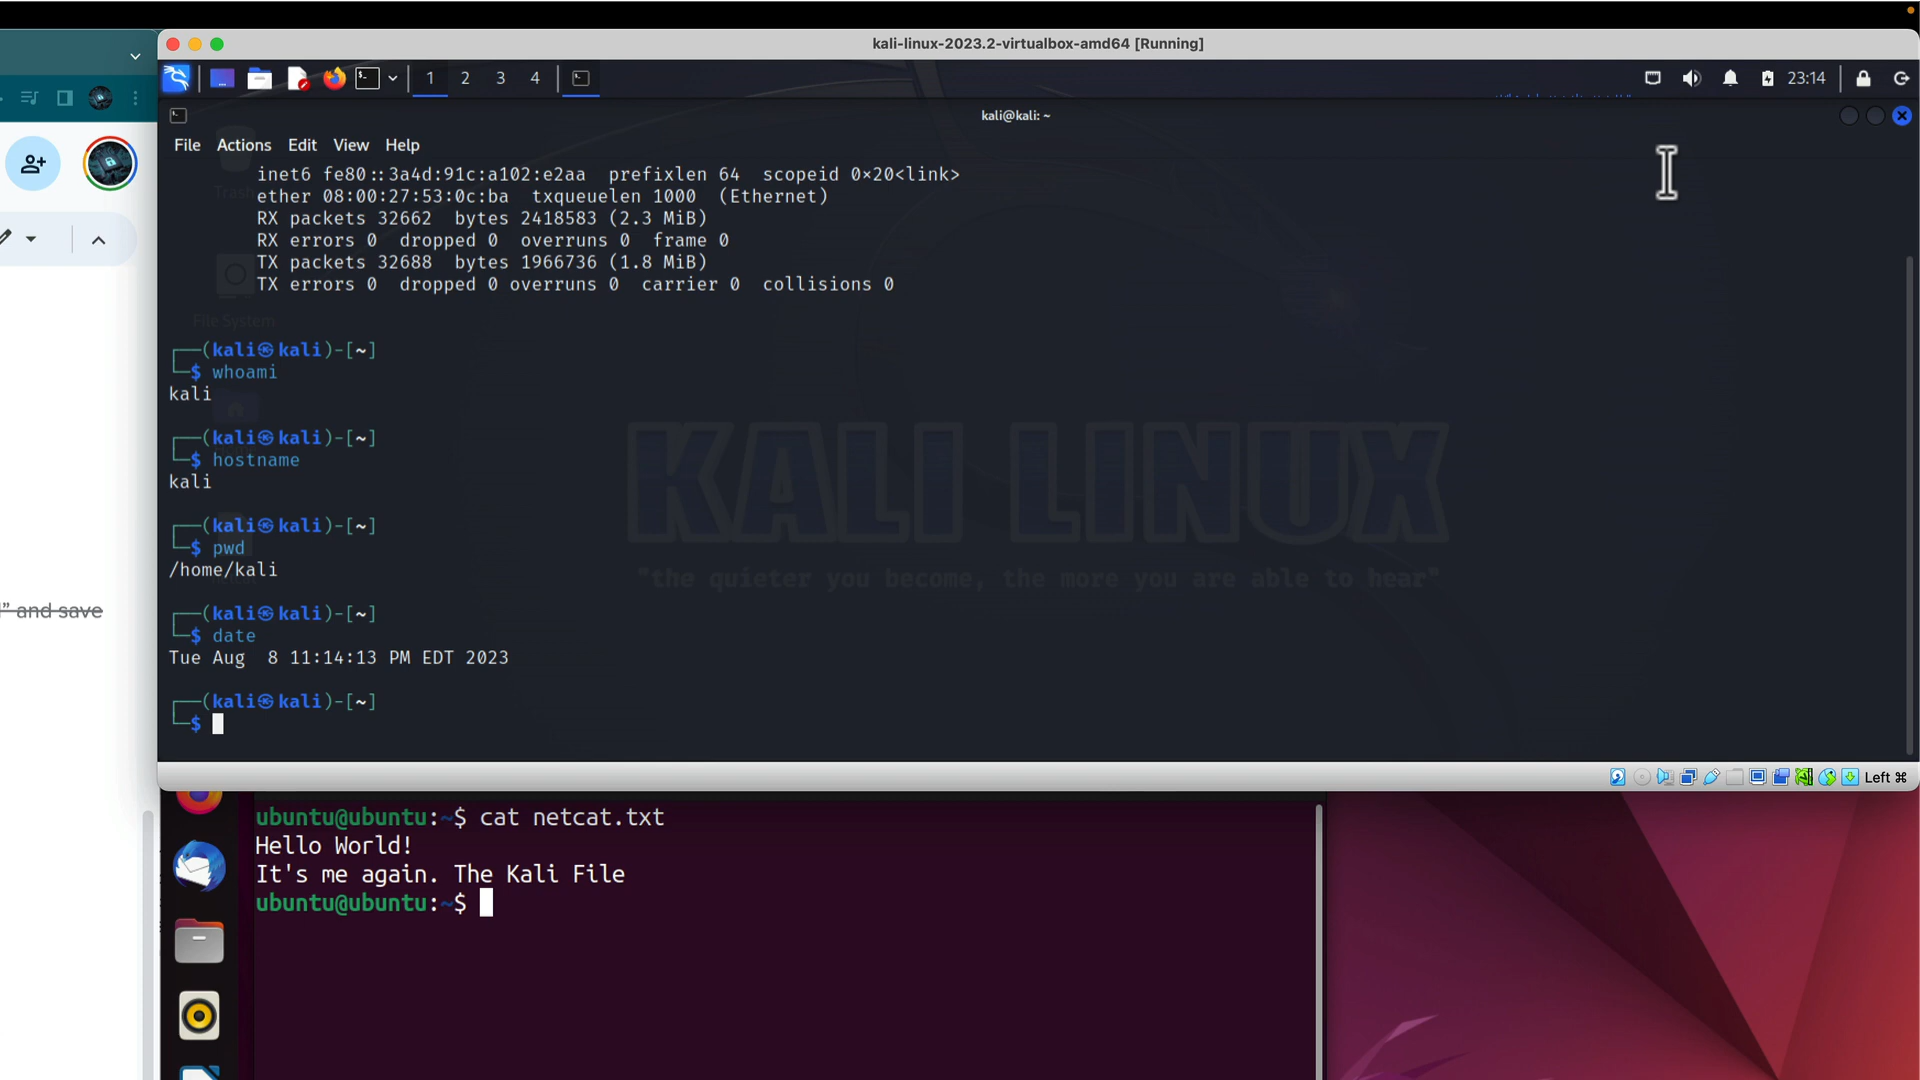 kali-linux-2023.2-virtualbox-amd64 [Running]
1 2 3 4
23:14
kali@kali: ~
File Actions Edit View Help
inet6 fe80::3a4d:91c:a102:e2aa prefixlen 64 scopeid 0×20<link>
ether 08:00:27:53:0c:ba txqueuelen 1000 (Ethernet)
RX packets 32662 bytes 2418583 (2.3 MiB)
RX errors 0 dropped 0 overruns 0 frame 0
TX packets 32688 bytes 1966736 (1.8 MiB)
TX errors 0 dropped 0 overruns 0 carrier 0 collisions 0
Trash
File System
┌──(kali㉿kali)-[~]
└─$ whoami
kali
┌──(kali㉿kali)-[~]
└─$ hostname
kali
┌──(kali㉿kali)-[~]
└─$ pwd
/home/kali
┌──(kali㉿kali)-[~]
└─$ date
Tue Aug  8 11:14:13 PM EDT 2023
┌──(kali㉿kali)-[~]
└─$
KALI LINUX
"the quieter you become, the more you are able to hear"
” and save
Left ⌘
ubuntu@ubuntu:~$ cat netcat.txt
Hello World!
It's me again. The Kali File
ubuntu@ubuntu:~$